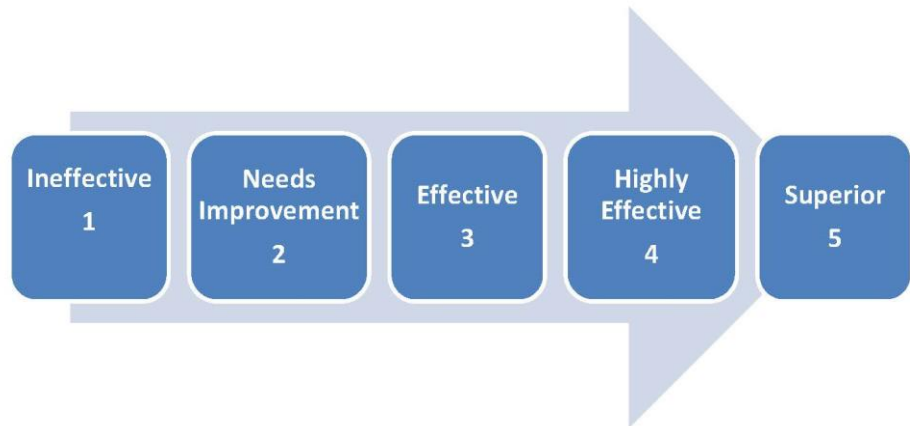 Ineffective
1
Needs
Improvement
2
Effective
3
Highly
Effective
4
Superior
5